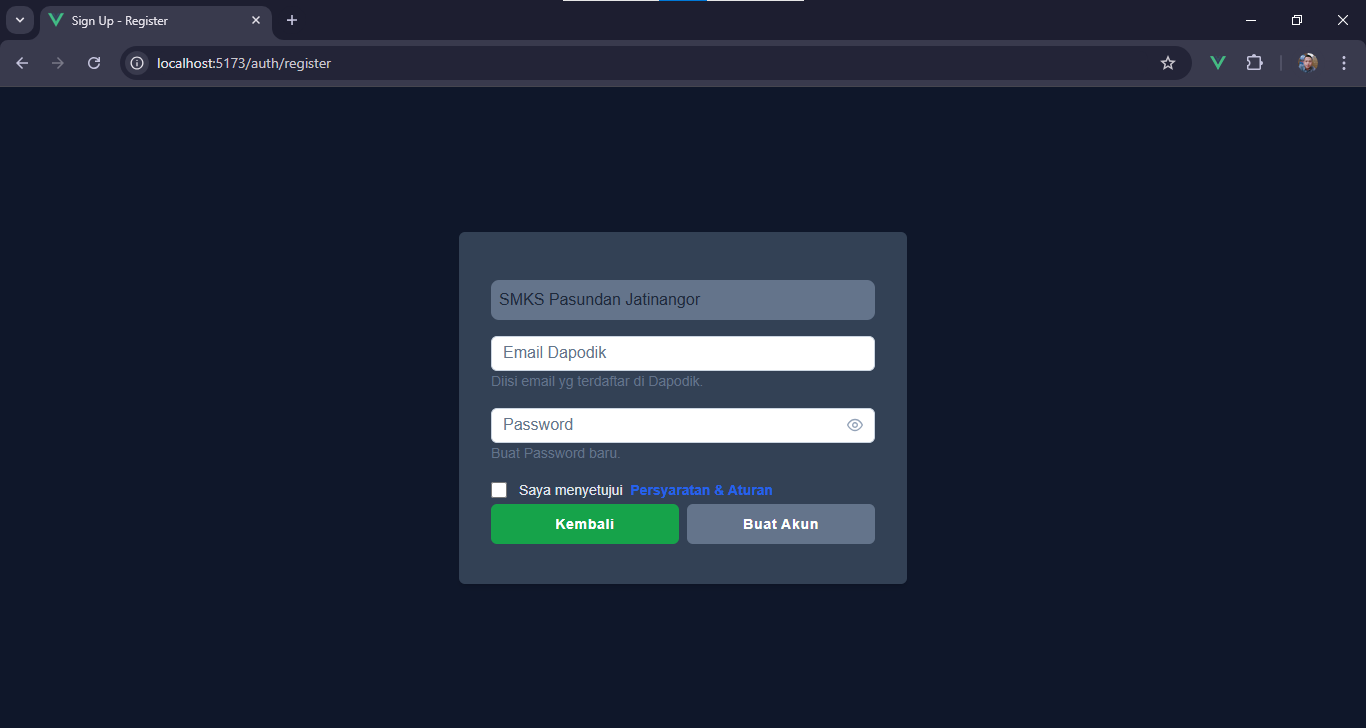 Sign Up - Register
localhost:5173/auth/register
SMKS Pasundan Jatinangor
Email Dapodik
Diisi email yg terdaftar di Dapodik.
Password
Buat Password baru.
Saya menyetujui Persyaratan & Aturan
Kembali Buat Akun